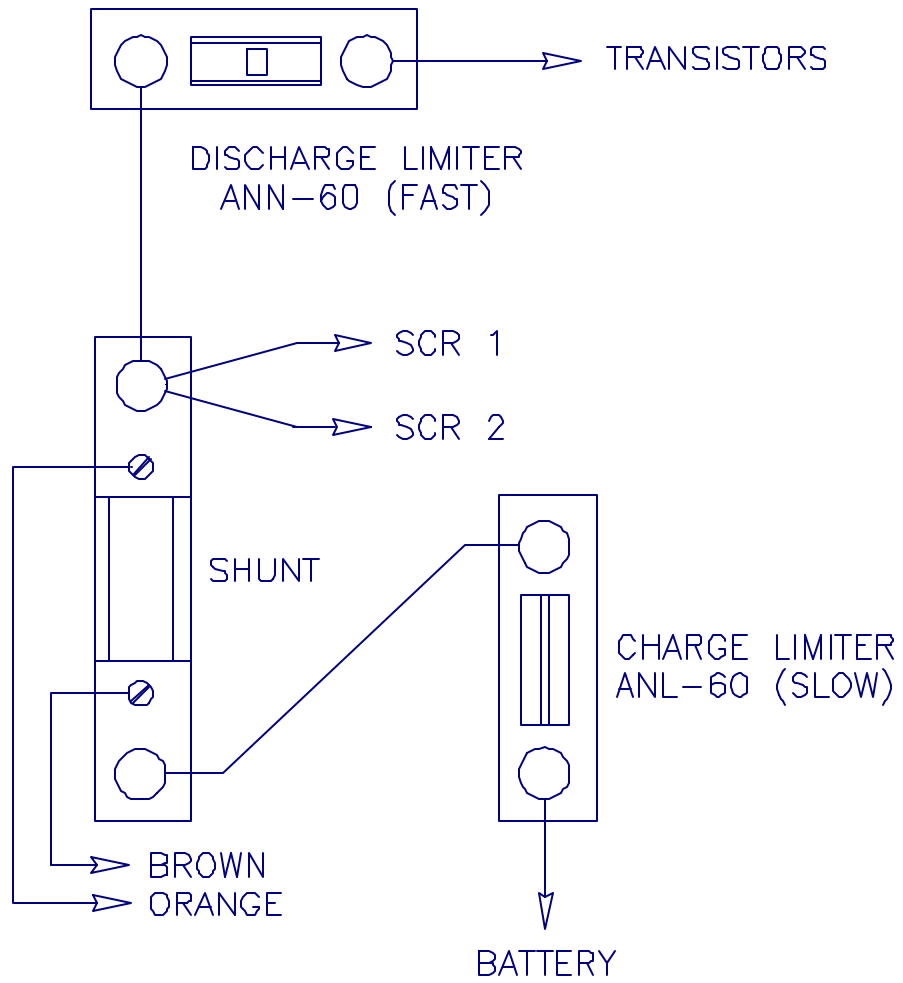 TRANSISTORS
DISCHARGE LIMITER
ANN-60 (FAST)
SCR 1
SCR 2
SHUNT
CHARGE LIMITER
ANL-60 (SLOW)
BROWN
ORANGE
BATTERY